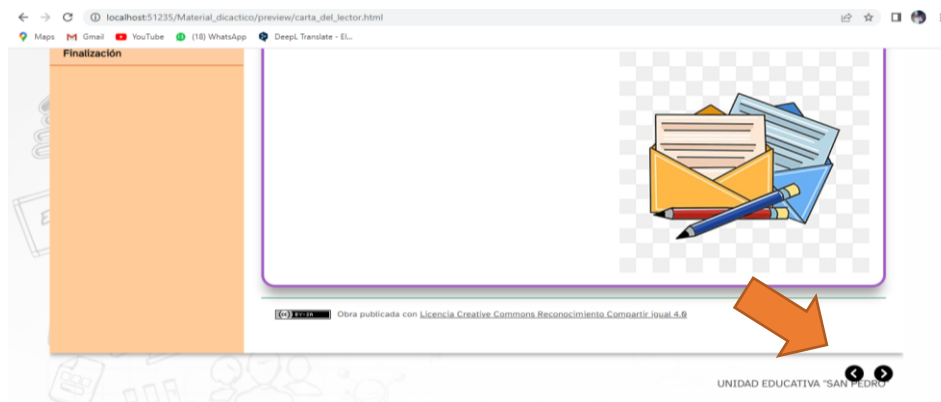 localhost:51235/Material_dicactico/preview/carta_del_lector.html
Maps Gmail YouTube (18) WhatsApp DeepL Translate - El...
Finalización
BY-SA Obra publicada con Licencia Creative Commons Reconocimiento Compartir igual 4.0
UNIDAD EDUCATIVA "SAN PEDRO"